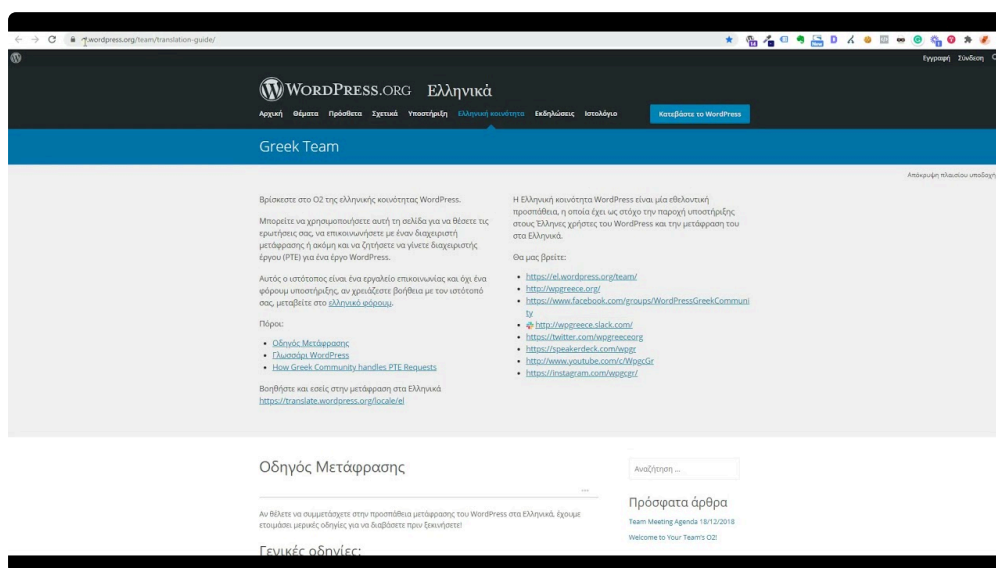 wordpress.org/team/translation-guide/
Εγγραφή Σύνδεση
WORDPRESS.ORG Ελληνικά
Αρχική Θέματα Πρόσθετα Σχετικά Υποστήριξη Ελληνική κοινότητα Εκδηλώσεις Ιστολόγιο Κατεβάστε το WordPress
Greek Team
Απόκρυψη πλαισίου υποδοχή
Βρίσκεστε στο O2 της ελληνικής κοινότητας WordPress.
Μπορείτε να χρησιμοποιήσετε αυτή τη σελίδα για να θέσετε τις
ερωτήσεις σας, να επικοινωνήσετε με έναν διαχειριστή
μετάφρασης ή ακόμη και να ζητήσετε να γίνετε διαχειριστής
έργου (PTE) για ένα έργο WordPress.
Αυτός ο ιστότοπος είναι ένα εργαλείο επικοινωνίας και όχι ένα
φόρουμ υποστήριξης, αν χρειάζεστε βοήθεια με τον ιστότοπό
σας, μεταβείτε στο ελληνικό φόρουμ.
Πόροι:
Οδηγός Μετάφρασης
Γλωσσάρι WordPress
How Greek Community handles PTE Requests
Βοηθήστε και εσείς στην μετάφραση στα Ελληνικά
https://translate.wordpress.org/locale/el
Η Ελληνική κοινότητα WordPress είναι μία εθελοντική
προσπάθεια, η οποία έχει ως στόχο την παροχή υποστήριξης
στους Έλληνες χρήστες του WordPress και την μετάφραση του
στα Ελληνικά.
Θα μας βρείτε:
https://el.wordpress.org/team/
http://wpgreece.org/
https://www.facebook.com/groups/WordPressGreekCommuni
ty
http://wpgreece.slack.com/
https://twitter.com/wpgreeceorg
https://speakerdeck.com/wpgr
http://www.youtube.com/c/WpgcGr
https://instagram.com/wpgcgr/
Οδηγός Μετάφρασης
Αν θέλετε να συμμετάσχετε στην προσπάθεια μετάφρασης του WordPress στα Ελληνικά, έχουμε
ετοιμάσει μερικές οδηγίες για να διαβάσετε πριν ξεκινήσετε!
Γενικές οδηγίες:
Αναζήτηση ...
Πρόσφατα άρθρα
Team Meeting Agenda 18/12/2018
Welcome to Your Team's O2!